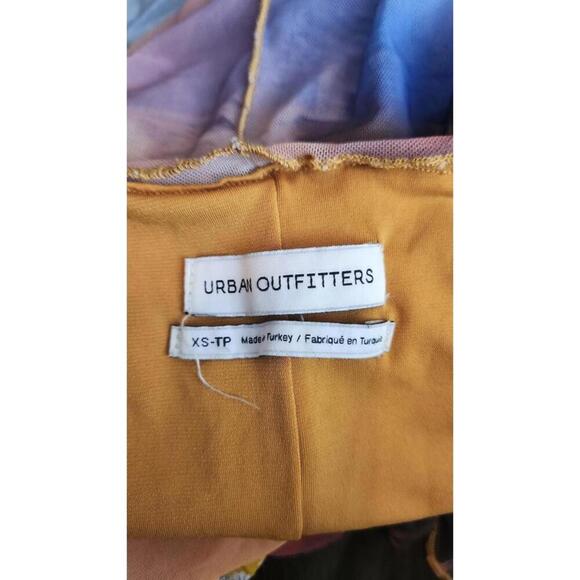 URBAN OUTFITTERS
XS-TP Made in Turkey / Fabriqué en Turquie